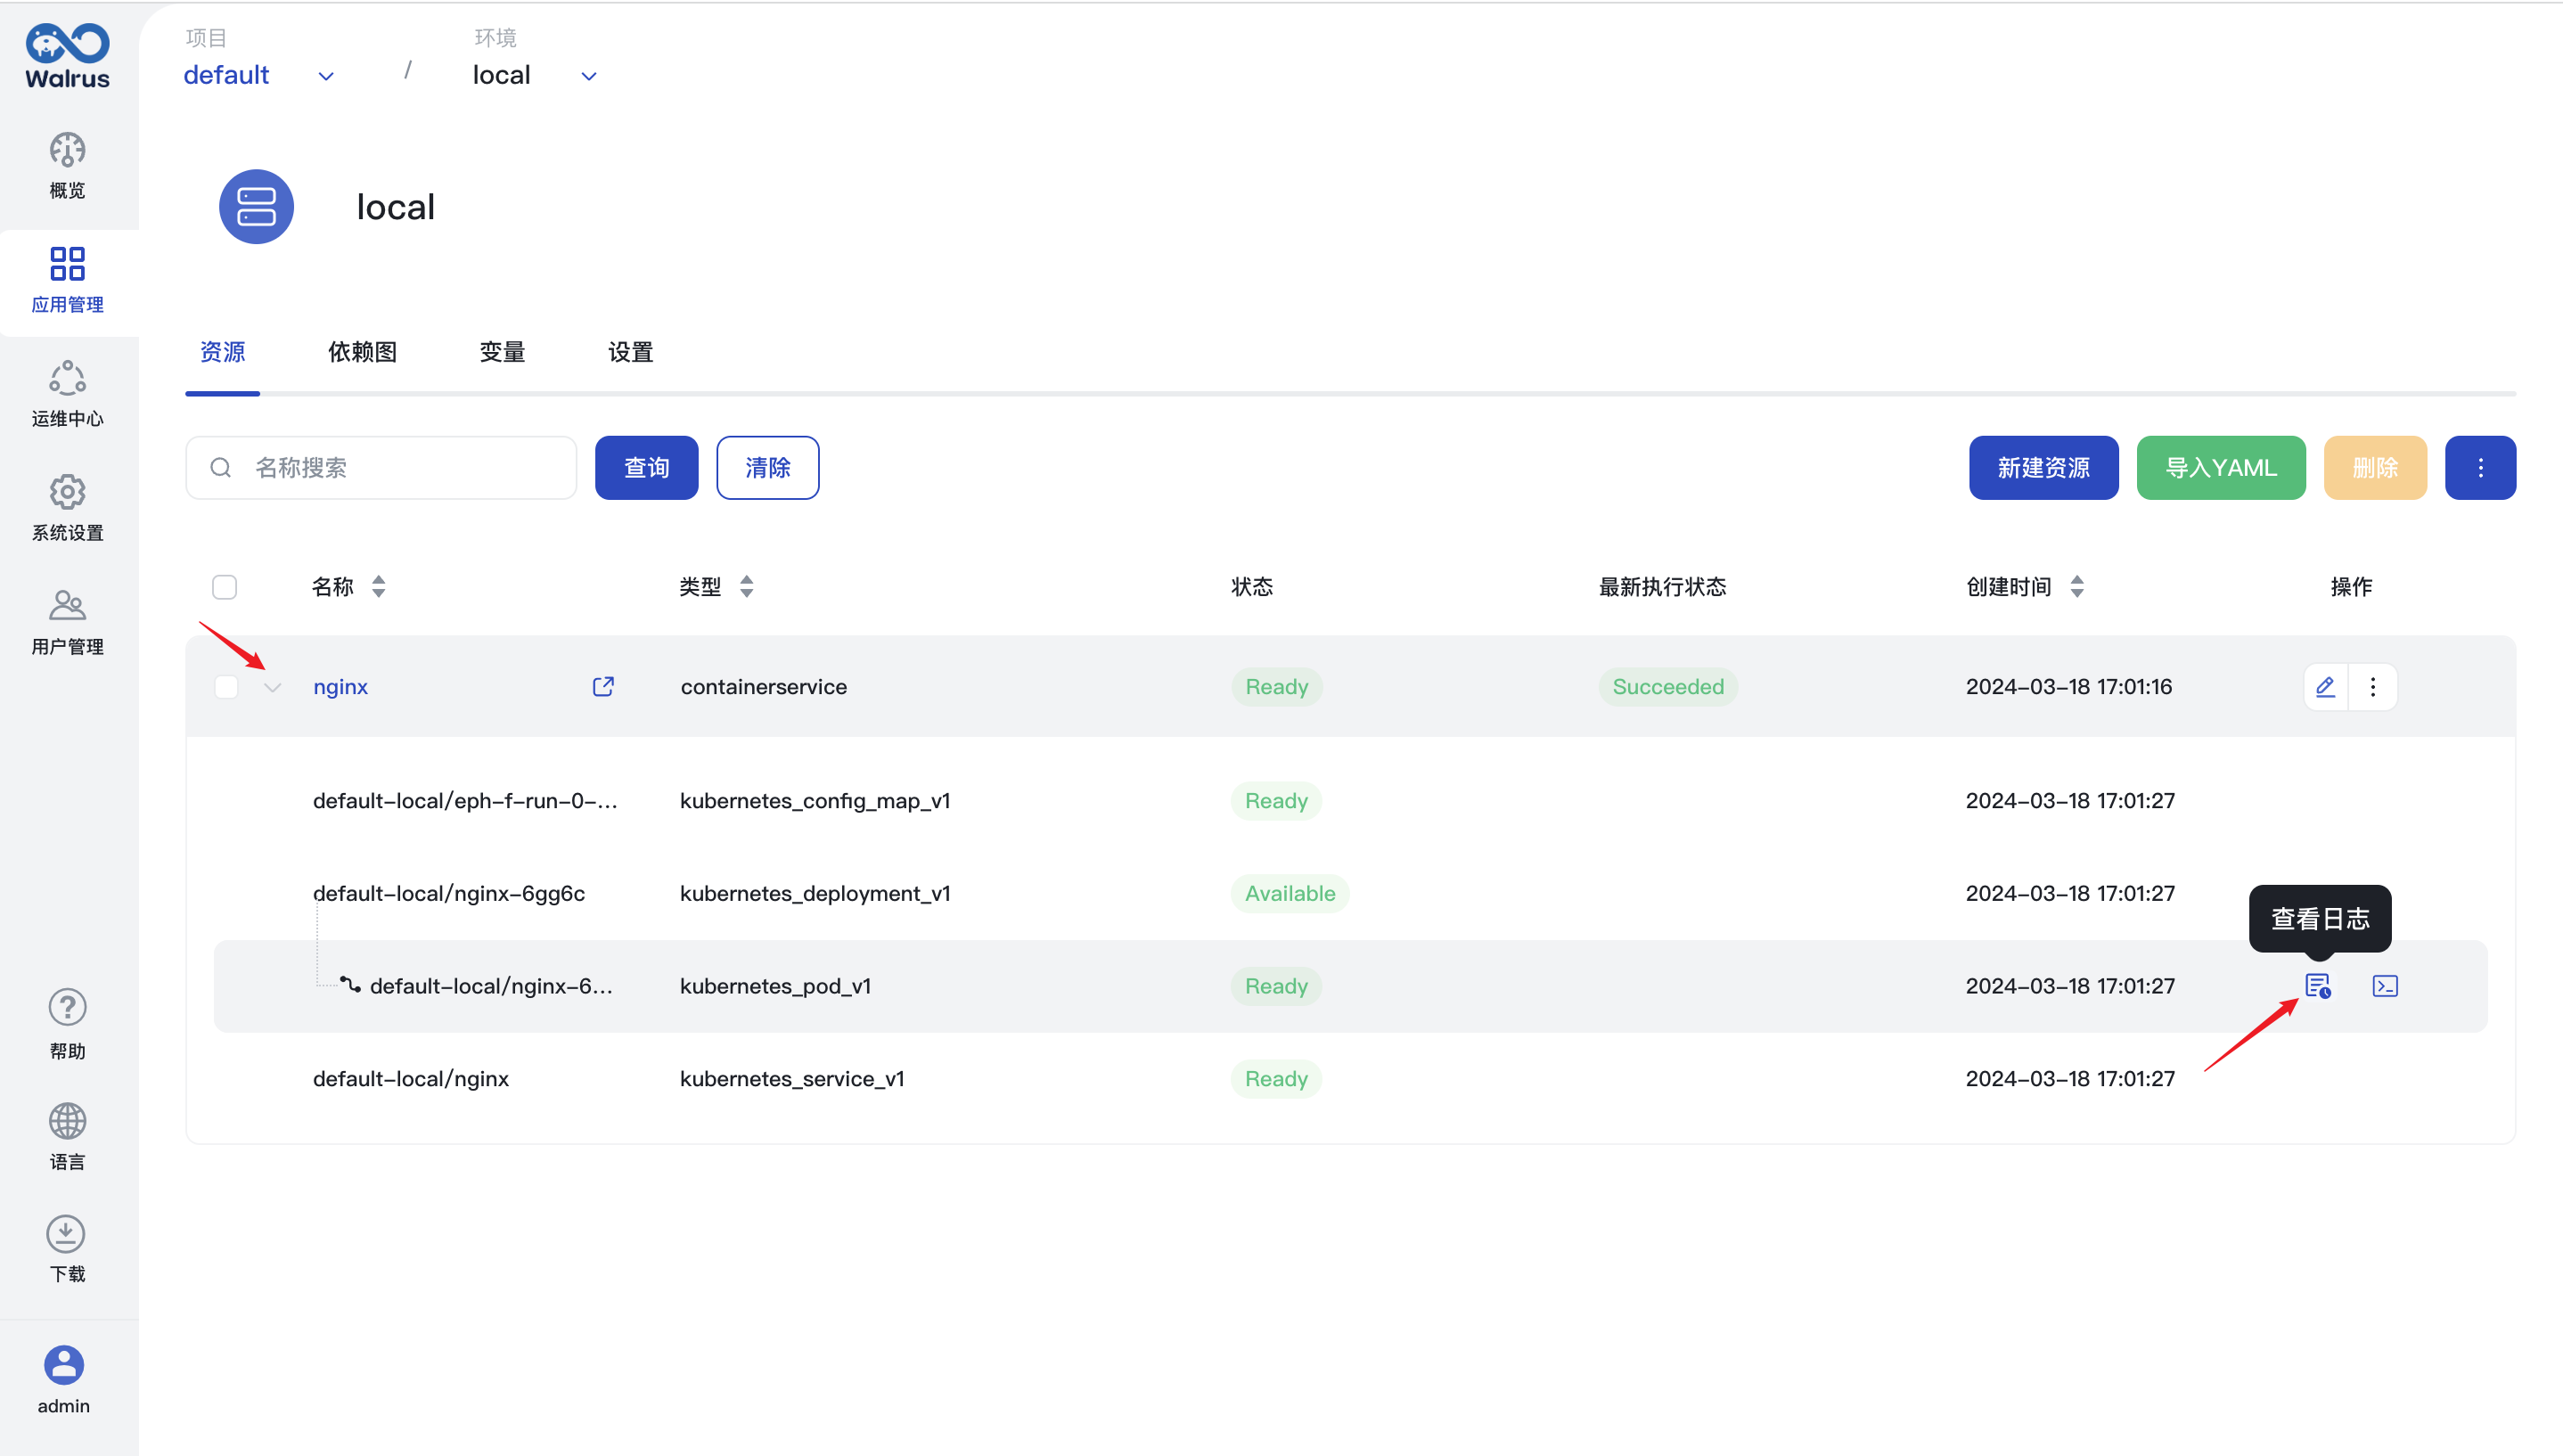 Walrus
概览
应用管理
运维中心
系统设置
用户管理
帮助
语言
下载
admin
项目
default
/
环境
local
local
资源 依赖图 变量 设置
名称搜索 查询 清除 新建资源 导入YAML 删除
名称 类型 状态 最新执行状态 创建时间 操作
nginx containerservice Ready Succeeded 2024-03-18 17:01:16
default-local/eph-f-run-0-... kubernetes_config_map_v1 Ready 2024-03-18 17:01:27
default-local/nginx-6gg6c kubernetes_deployment_v1 Available 2024-03-18 17:01:27
查看日志
default-local/nginx-6... kubernetes_pod_v1 Ready 2024-03-18 17:01:27
default-local/nginx kubernetes_service_v1 Ready 2024-03-18 17:01:27